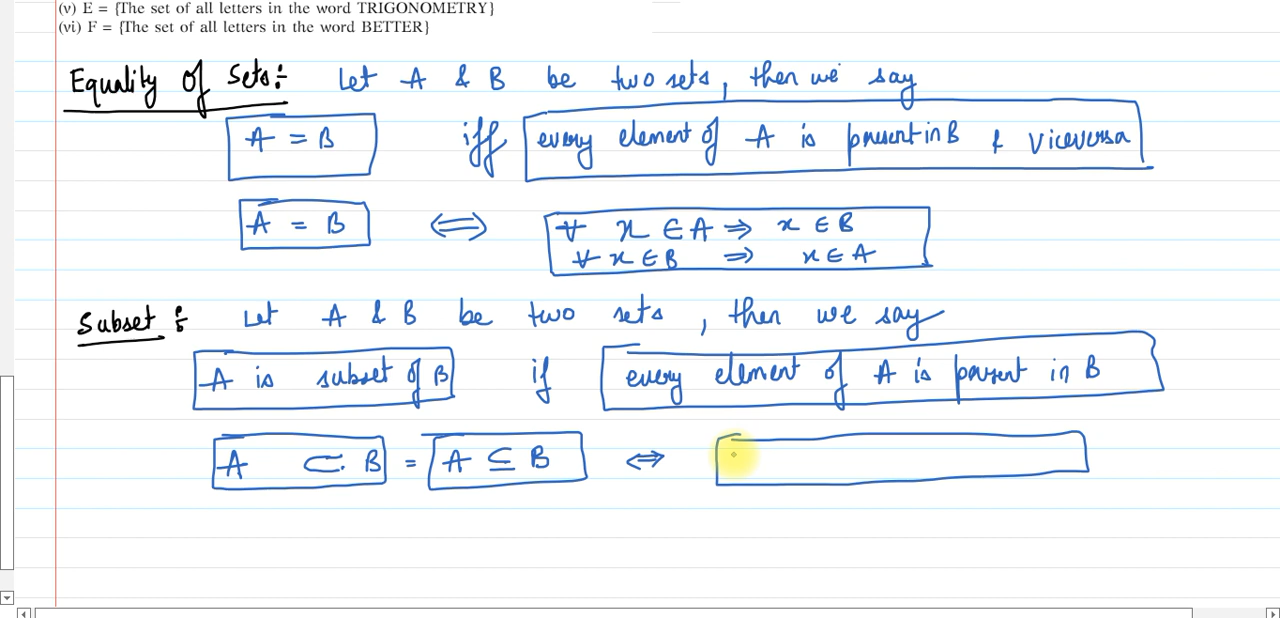 (v) E = {The set of all letters in the word TRIGONOMETRY}
(vi) F = {The set of all letters in the word BETTER}
Equality of Sets:- Let A & B be two sets, then we say
A = B iff every element of A is present in B & Viceversa
A = B ⟺ ∀ x ∈ A ⇒ x ∈ B
∀ x ∈ B ⇒ x ∈ A
Subset :- Let A & B be two sets, then we say
A is subset of B if every element of A is present in B
A ⊂ B = A ⊆ B ⇔